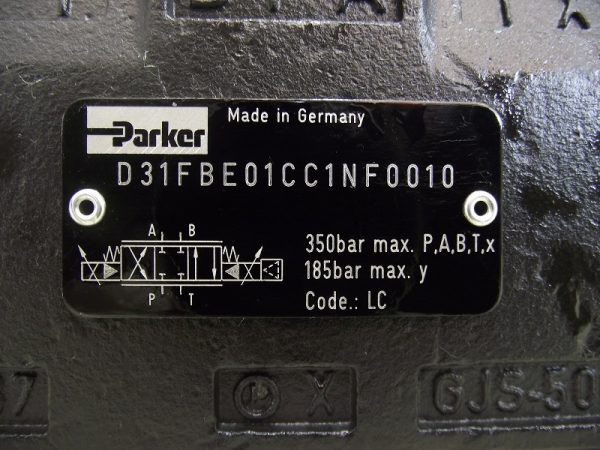 Parker
Made in Germany
D31FBE01CC1NF0010
A B
350bar max. P,A,B,T,x
185bar max. y
P T
Code.: LC
P X
GJS-50